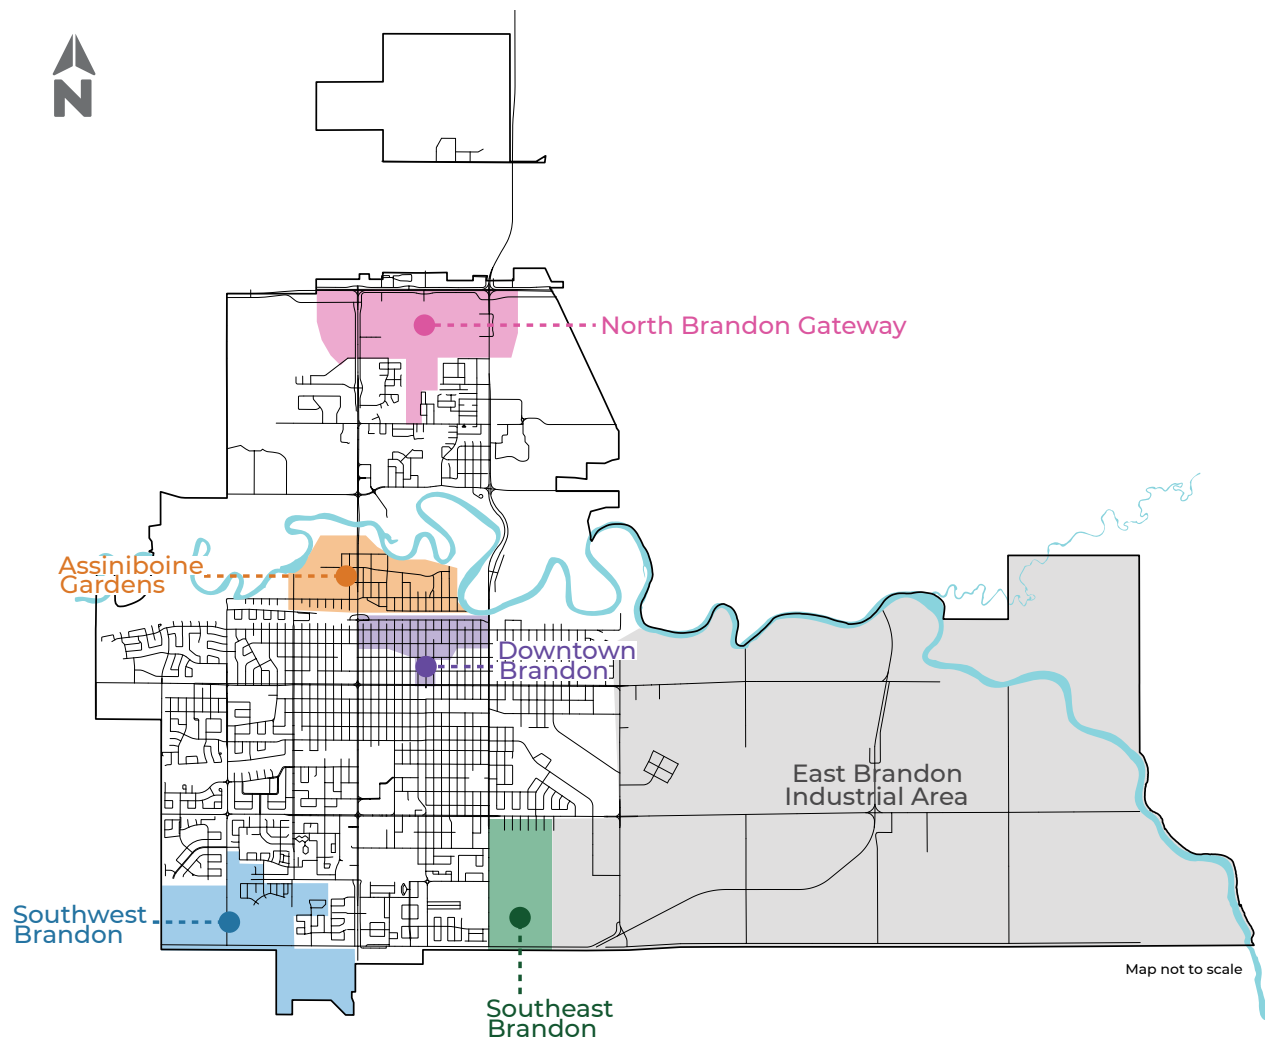 N
North Brandon Gateway
Assiniboine
Gardens
Downtown
Brandon
East Brandon
Industrial Area
Southwest
Brandon
Map not to scale
Southeast
Brandon